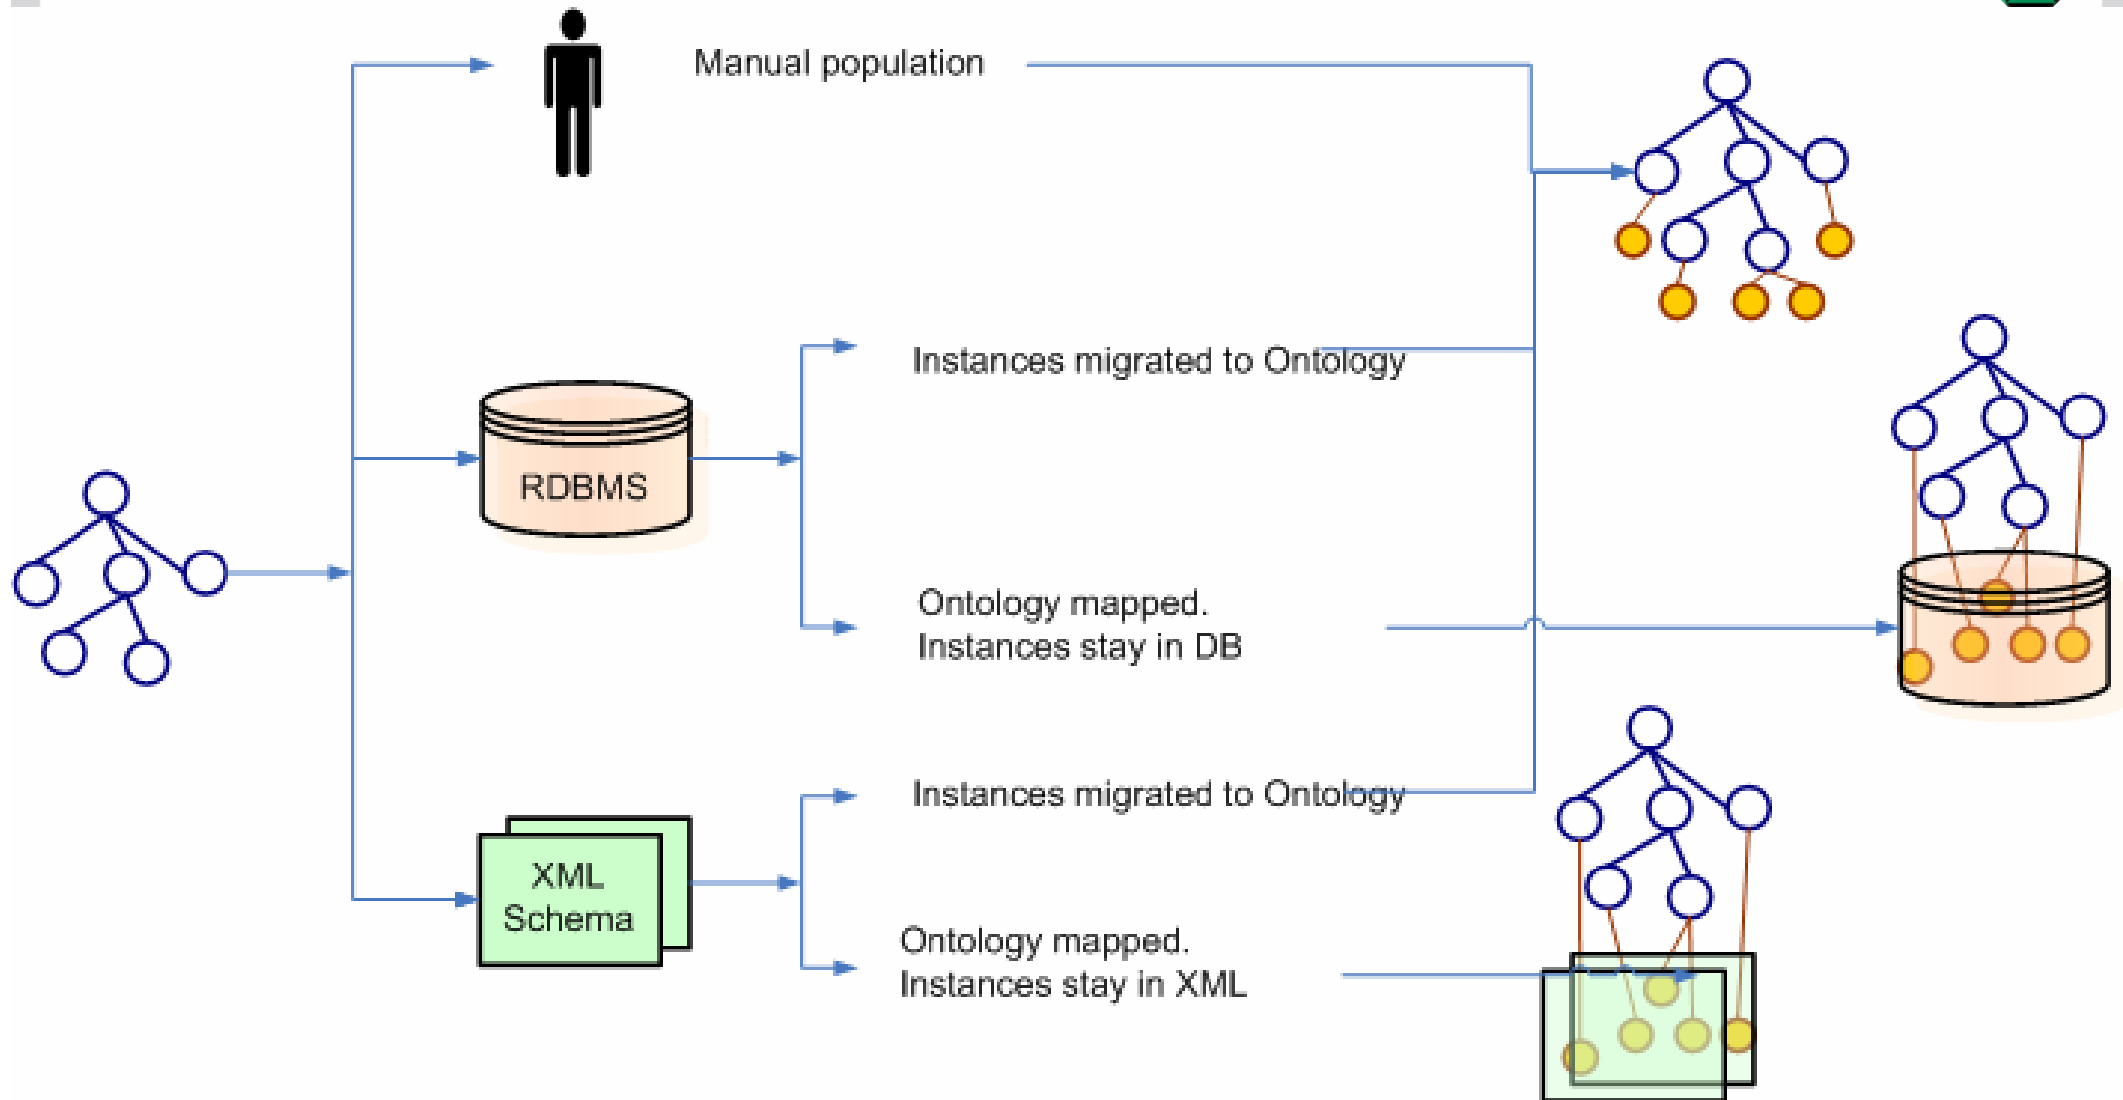 Manual population
Instances migrated to Ontology
RDBMS
Ontology mapped.
Instances stay in DB
Instances migrated to Ontology
XML
Schema
Ontology mapped.
Instances stay in XML